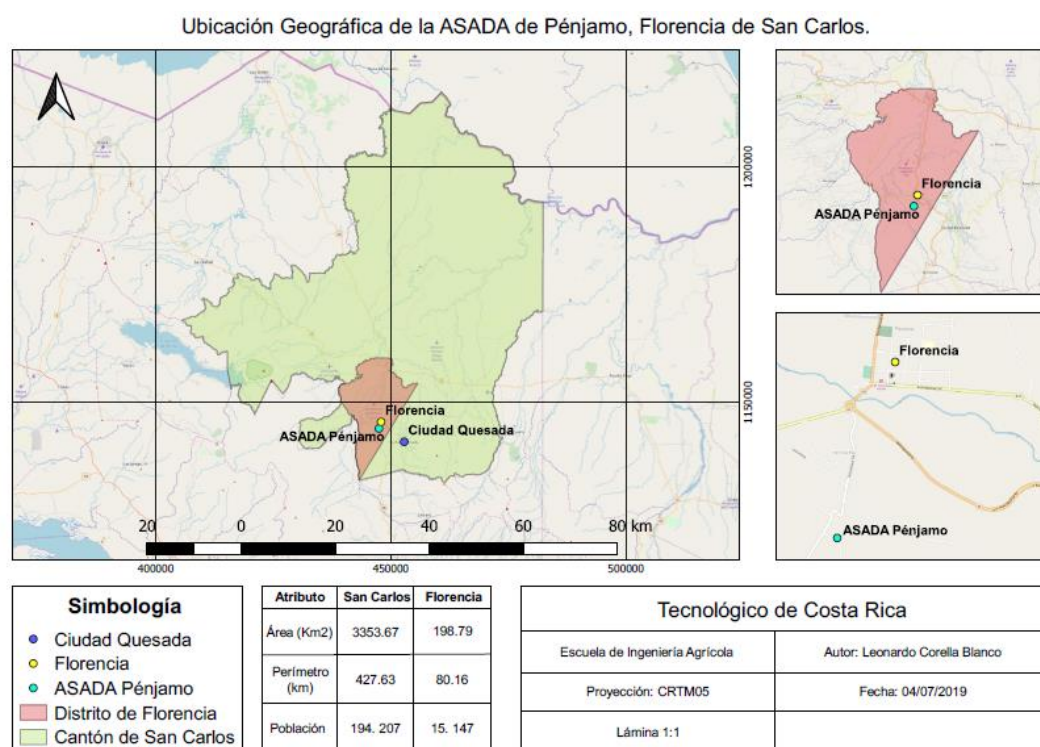 Ubicación Geográfica de la ASADA de Pénjamo, Florencia de San Carlos.
1200000
1150000
Florencia
ASADA Pénjamo
Ciudad Quesada
20 0 20 40 60 80 km
400000 450000 500000
Florencia
ASADA Pénjamo
Florencia
ASADA Pénjamo
Simbología
Ciudad Quesada
Florencia
ASADA Pénjamo
Distrito de Florencia
Cantón de San Carlos
Atributo San Carlos Florencia
Área (Km2) 3353.67 198.79
Perímetro
(km) 427.63 80.16
Población 194. 207 15. 147
Tecnológico de Costa Rica
Escuela de Ingeniería Agrícola Autor: Leonardo Corella Blanco
Proyección: CRTM05 Fecha: 04/07/2019
Lámina 1:1